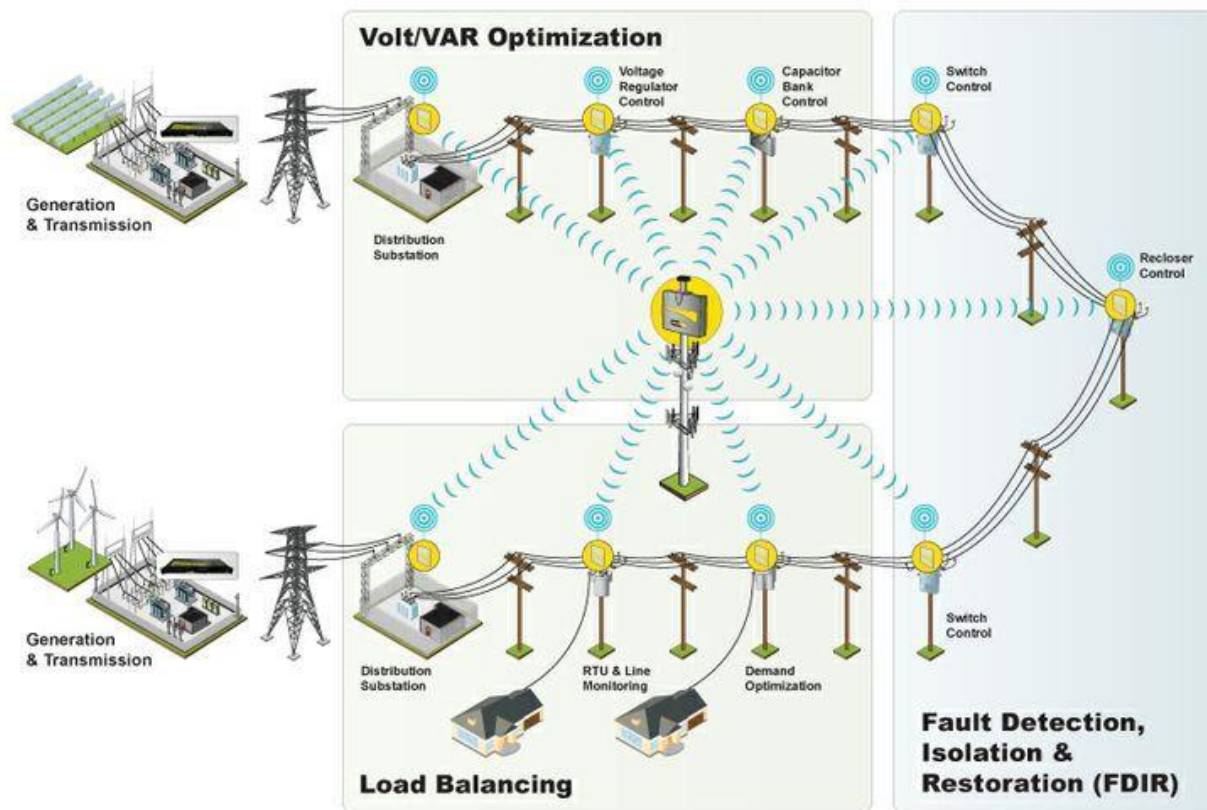 Volt/VAR Optimization
Voltage
Regulator
Control
Capacitor
Bank
Control
Switch
Control
Generation
& Transmission
Distribution
Substation
Recloser
Control
Generation
& Transmission
Distribution
Substation
RTU & Line
Monitoring
Demand
Optimization
Switch
Control
Load Balancing
Fault Detection,
Isolation &
Restoration (FDIR)